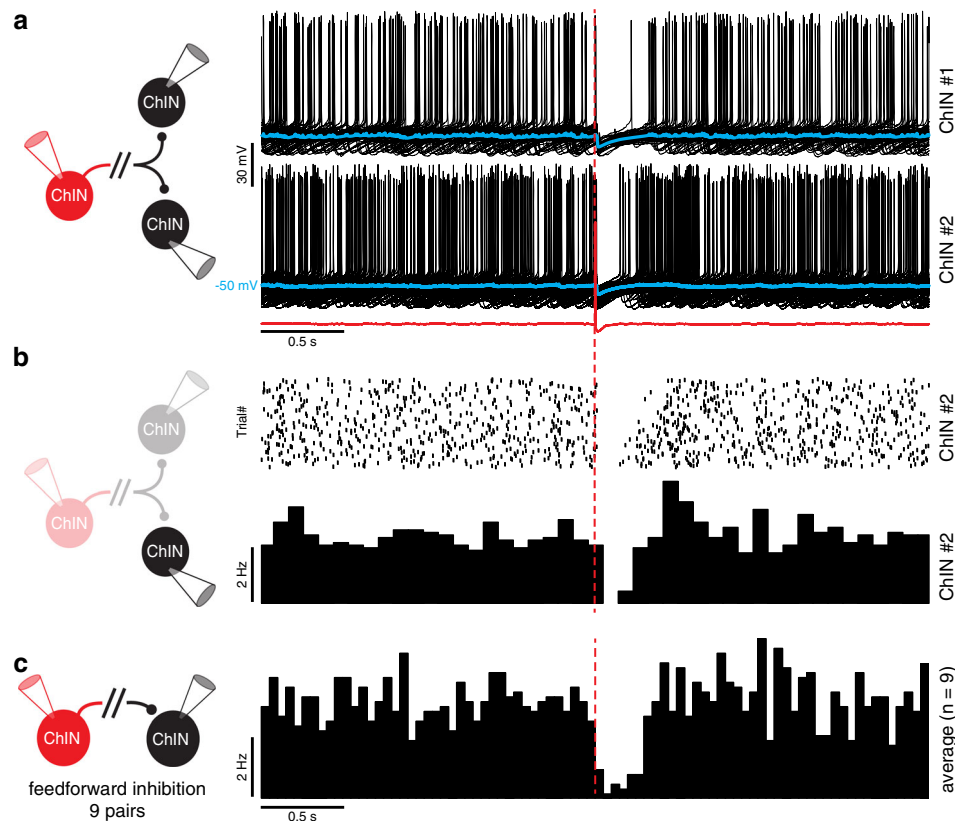 a
ChIN
ChIN
ChIN
30 mV
ChIN #1
ChIN #2
-50 mV
0.5 s
b
ChIN
ChIN
ChIN
Trial#
ChIN #2
2 Hz
ChIN #2
c
ChIN
ChIN
feedforward inhibition
9 pairs
2 Hz
average (n = 9)
0.5 s